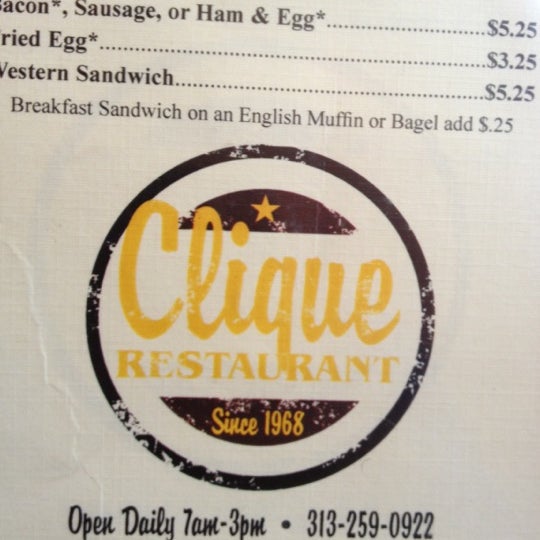 Bacon*, Sausage, or Ham & Egg*..............................$5.25
Fried Egg*..............................$3.25
Western Sandwich..............................$5.25
Breakfast Sandwich on an English Muffin or Bagel add $.25
Clique
RESTAURANT
Since 1968
Open Daily 7am-3pm • 313-259-0922